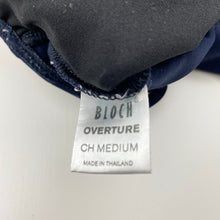 BLOCH
OVERTURE
CH MEDIUM
MADE IN THAILAND